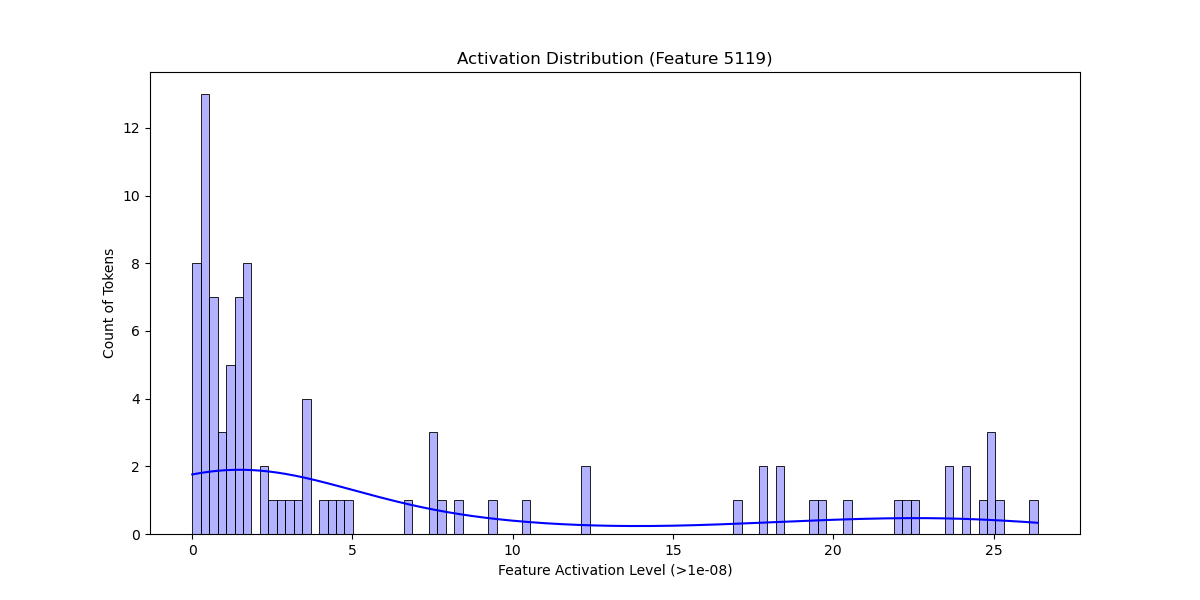 Activation Distribution (Feature 5119)
Count of Tokens
12
10
8
6
4
2
0
0 5 10 15 20 25
Feature Activation Level (>1e-08)